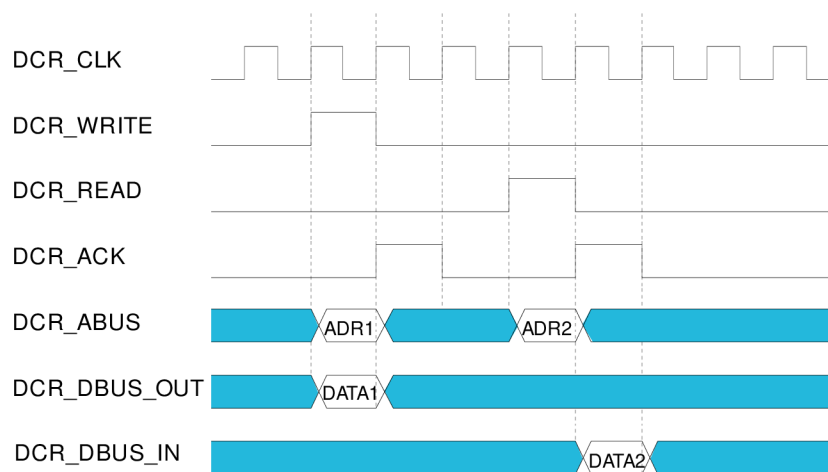 DCR_CLK
DCR_WRITE
DCR_READ
DCR_ACK
DCR_ABUS ADR1 ADR2
DCR_DBUS_OUT DATA1
DCR_DBUS_IN DATA2